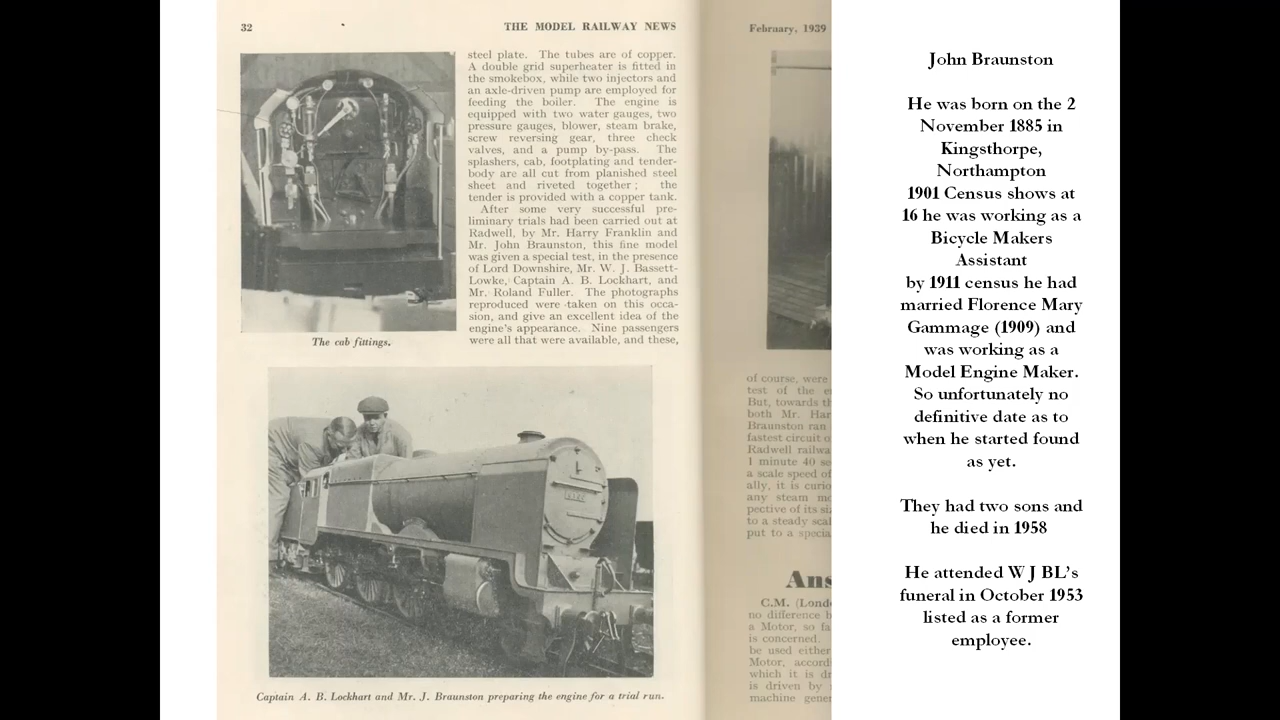 32
THE MODEL RAILWAY NEWS
steel plate. The tubes are of copper.
A double grid superheater is fitted in
the smokebox, while two injectors and
an axle-driven pump are employed for
feeding the boiler. The engine is
equipped with two water gauges, two
pressure gauges, blower, steam brake,
screw reversing gear, three check
valves, and a pump by-pass. The
splashers, cab, footplating and tender-
body are all cut from planished steel
sheet and riveted together; the
tender is provided with a copper tank.
After some very successful pre-
liminary trials had been carried out at
Radwell, by Mr. Harry Franklin and
Mr. John Braunston, this fine model
was given a special test, in the presence
of Lord Downshire, Mr. W. J. Bassett-
Lowke, Captain A. B. Lockhart, and
Mr. Roland Fuller. The photographs
reproduced were taken on this occa-
sion, and give an excellent idea of the
engine's appearance. Nine passengers
were all that were available, and these,
The cab fittings.
Captain A. B. Lockhart and Mr. J. Braunston preparing the engine for a trial run.
February, 1939
of course, were
test of the e
But, towards th
both Mr. Har
Braunston ran
fastest circuit o
Radwell railwa
1 minute 40 se
a scale speed of
ally, it is curio
any steam mo
pective of its si
to a steady scal
put to a specia
Ans
C.M. (Londo
no difference b
a Motor, so fa
is concerned.
be used either
Motor, accord
which it is dr
is driven by
machine gener
John Braunston
He was born on the 2
November 1885 in
Kingsthorpe,
Northampton
1901 Census shows at
16 he was working as a
Bicycle Makers
Assistant
by 1911 census he had
married Florence Mary
Gammage (1909) and
was working as a
Model Engine Maker.
So unfortunately no
definitive date as to
when he started found
as yet.
They had two sons and
he died in 1958
He attended W J BL's
funeral in October 1953
listed as a former
employee.